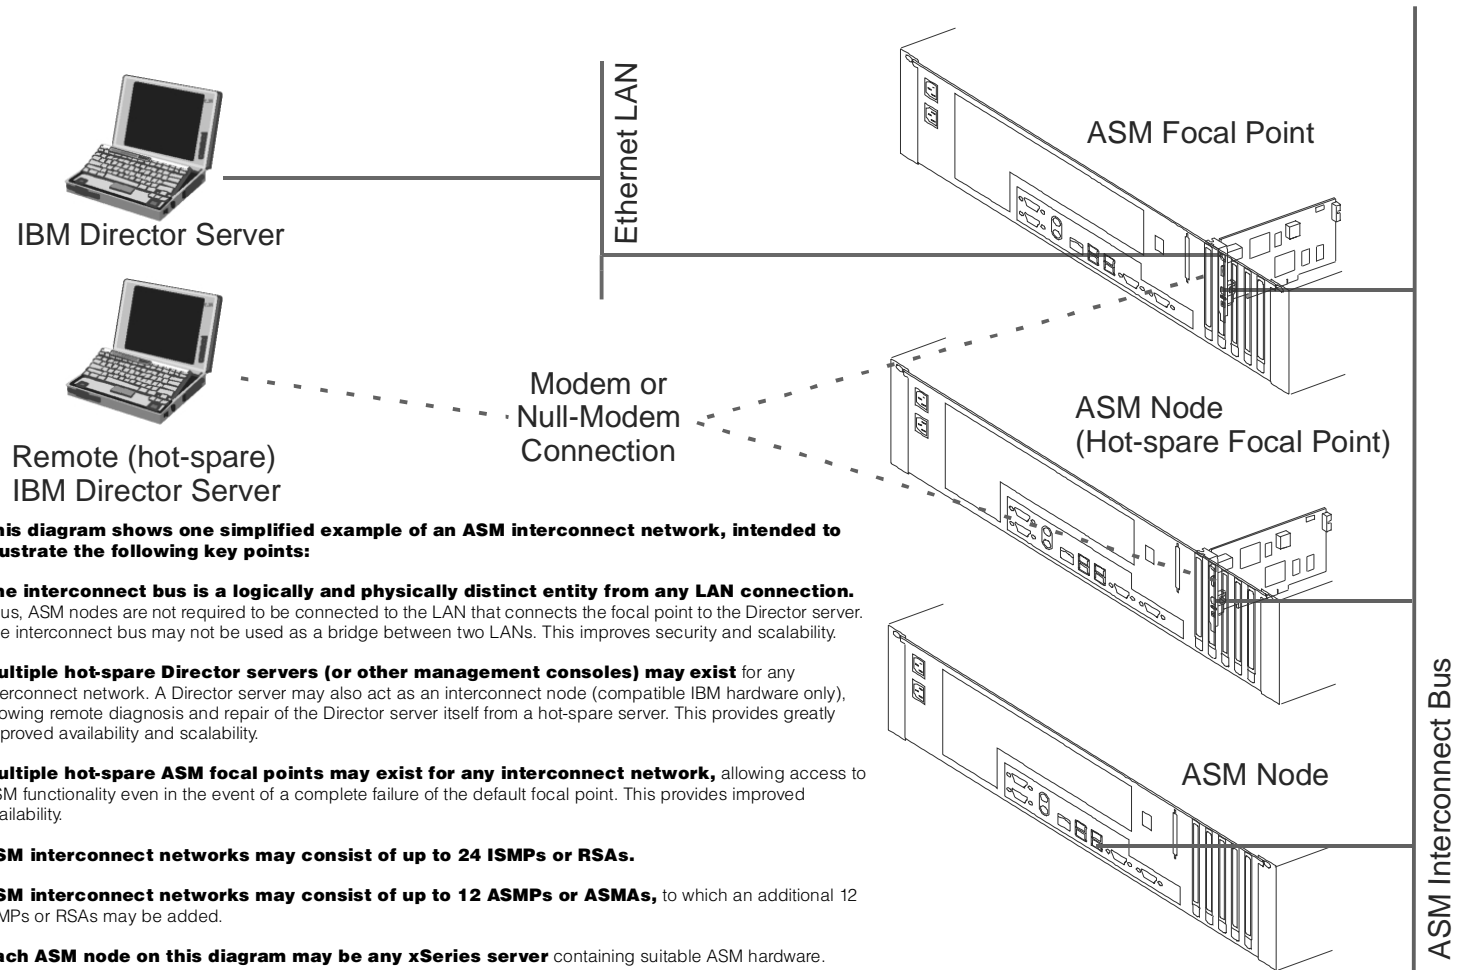 Ethernet LAN
ASM Focal Point
IBM Director Server
Modem or
Null-Modem
Connection
ASM Node
(Hot-spare Focal Point)
Remote (hot-spare)
IBM Director Server
his diagram shows one simplified example of an ASM interconnect network, intended to
ustrate the following key points:
he interconnect bus is a logically and physically distinct entity from any LAN connection.
us, ASM nodes are not required to be connected to the LAN that connects the focal point to the Director server.
e interconnect bus may not be used as a bridge between two LANs. This improves security and scalability.
ultiple hot-spare Director servers (or other management consoles) may exist for any
erconnect network. A Director server may also act as an interconnect node (compatible IBM hardware only),
owing remote diagnosis and repair of the Director server itself from a hot-spare server. This provides greatly
proved availability and scalability.
ultiple hot-spare ASM focal points may exist for any interconnect network, allowing access to
SM functionality even in the event of a complete failure of the default focal point. This provides improved
ailability.
SM interconnect networks may consist of up to 24 ISMPs or RSAs.
SM interconnect networks may consist of up to 12 ASMPs or ASMAs, to which an additional 12
MPs or RSAs may be added.
ach ASM node on this diagram may be any xSeries server containing suitable ASM hardware.
ASM Node
ASM Interconnect Bus